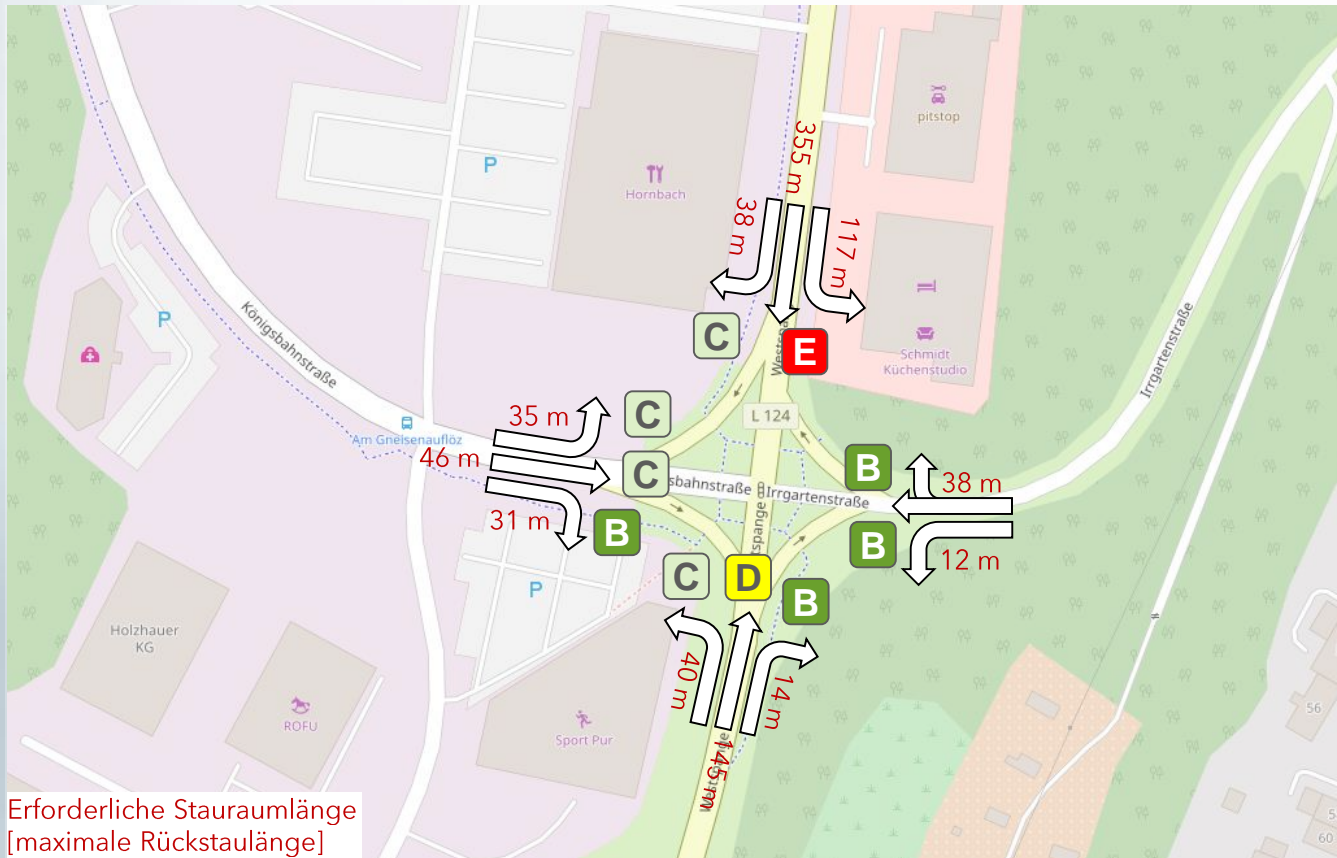 pitstop
P
Hornbach
355 m
38 m
117 m
Königsbahnstraße
P
C
E
Schmidt
Küchenstudio
Irrgartenstraße
L 124
Am Gneisenauflöz
35 m
C
46 m
C
sbahnstraße
Irrgartenstraße
B
38 m
31 m
B
B
12 m
C
D
B
P
Holzhauer
KG
ROFU
Sport Pur
40 m
14 m
145 m
Westspange
56
60
Erforderliche Stauraumlänge
[maximale Rückstaulänge]